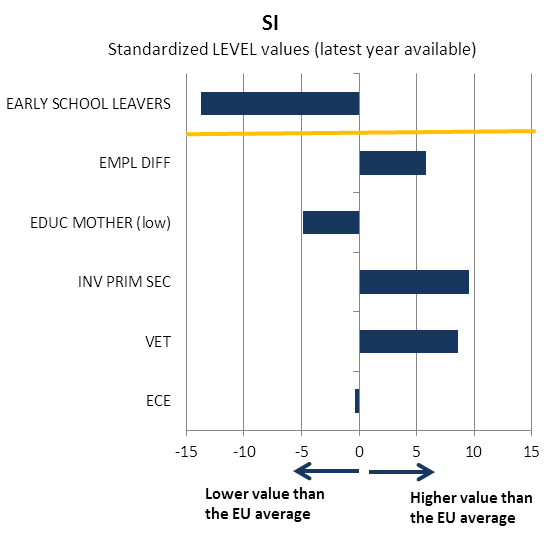 SI
Standardized LEVEL values (latest year available)
EARLY SCHOOL LEAVERS
EMPL DIFF
EDUC MOTHER (low)
INV PRIM SEC
VET
ECE
-15 -10 -5 0 5 10 15
Lower value than
the EU average
Higher value than
the EU average